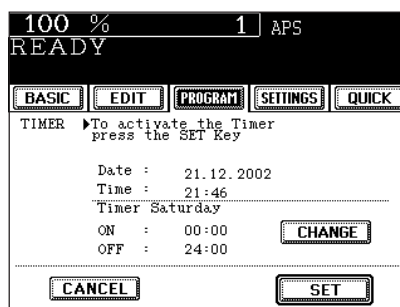 100 % 1 APS
READY
BASIC EDIT PROGRAM SETTINGS QUICK
TIMER ▶To activate the Timer
press the SET Key
Date : 21.12.2002
Time : 21:46
Timer Saturday
ON : 00:00 CHANGE
OFF : 24:00
CANCEL SET